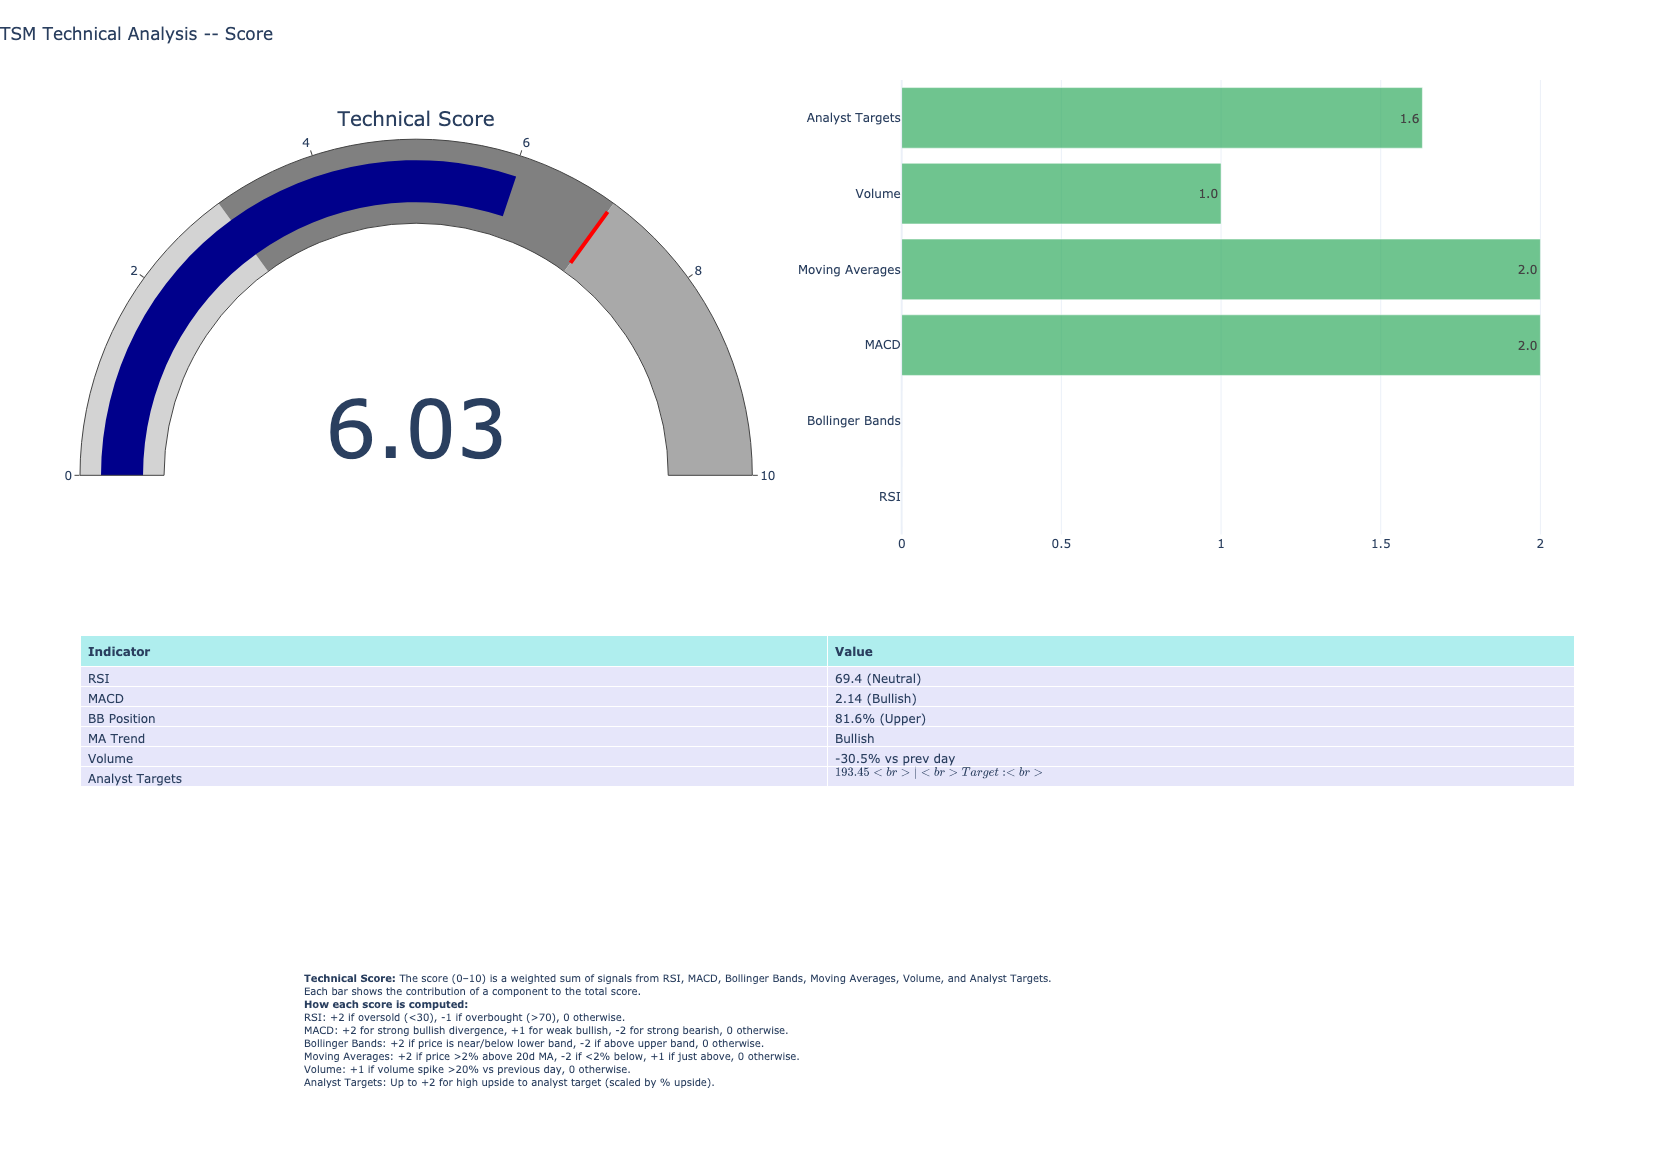 TSM Technical Analysis -- Score
Technical Score
0
2
4
6
8
10
6.03
Analyst Targets
1.6
Volume
1.0
Moving Averages
2.0
MACD
2.0
Bollinger Bands
RSI
0
0.5
1
1.5
2
Indicator Value
RSI 69.4 (Neutral)
MACD 2.14 (Bullish)
BB Position 81.6% (Upper)
MA Trend Bullish
Volume -30.5% vs prev day
Analyst Targets 193.45 < br > | < br > Target :< br >
Technical Score: The score (0–10) is a weighted sum of signals from RSI, MACD, Bollinger Bands, Moving Averages, Volume, and Analyst Targets.
Each bar shows the contribution of a component to the total score.
How each score is computed:
RSI: +2 if oversold (<30), -1 if overbought (>70), 0 otherwise.
MACD: +2 for strong bullish divergence, +1 for weak bullish, -2 for strong bearish, 0 otherwise.
Bollinger Bands: +2 if price is near/below lower band, -2 if above upper band, 0 otherwise.
Moving Averages: +2 if price >2% above 20d MA, -2 if <2% below, +1 if just above, 0 otherwise.
Volume: +1 if volume spike >20% vs previous day, 0 otherwise.
Analyst Targets: Up to +2 for high upside to analyst target (scaled by % upside).